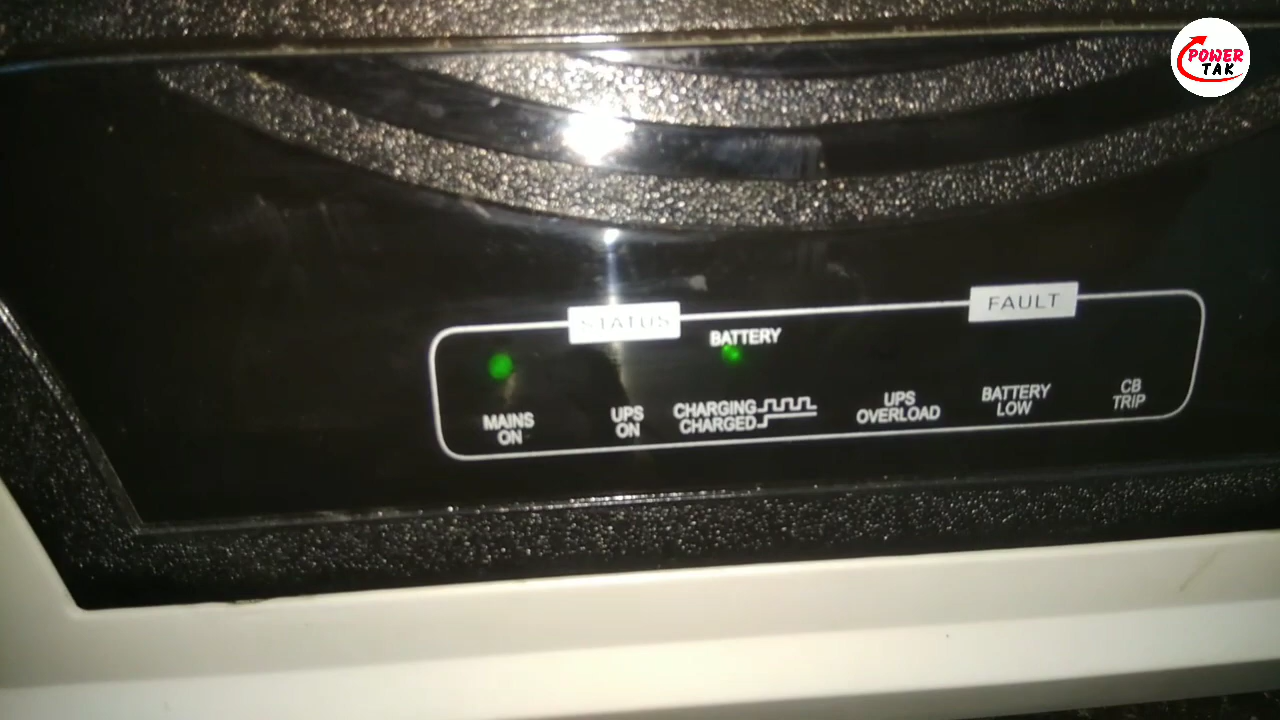 POWER
TAK
STATUS
FAULT
BATTERY
MAINS
ON
UPS
ON
CHARGING
CHARGED
UPS
OVERLOAD
BATTERY
LOW
CB
TRIP